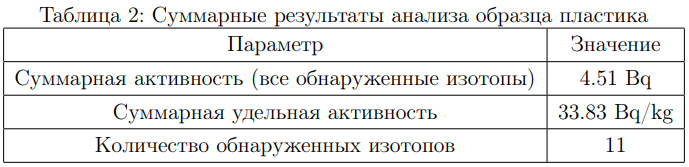 Таблица 2: Суммарные результаты анализа образца пластика
Параметр Значение
Суммарная активность (все обнаруженные изотопы) 4.51 Bq
Суммарная удельная активность 33.83 Bq/kg
Количество обнаруженных изотопов 11